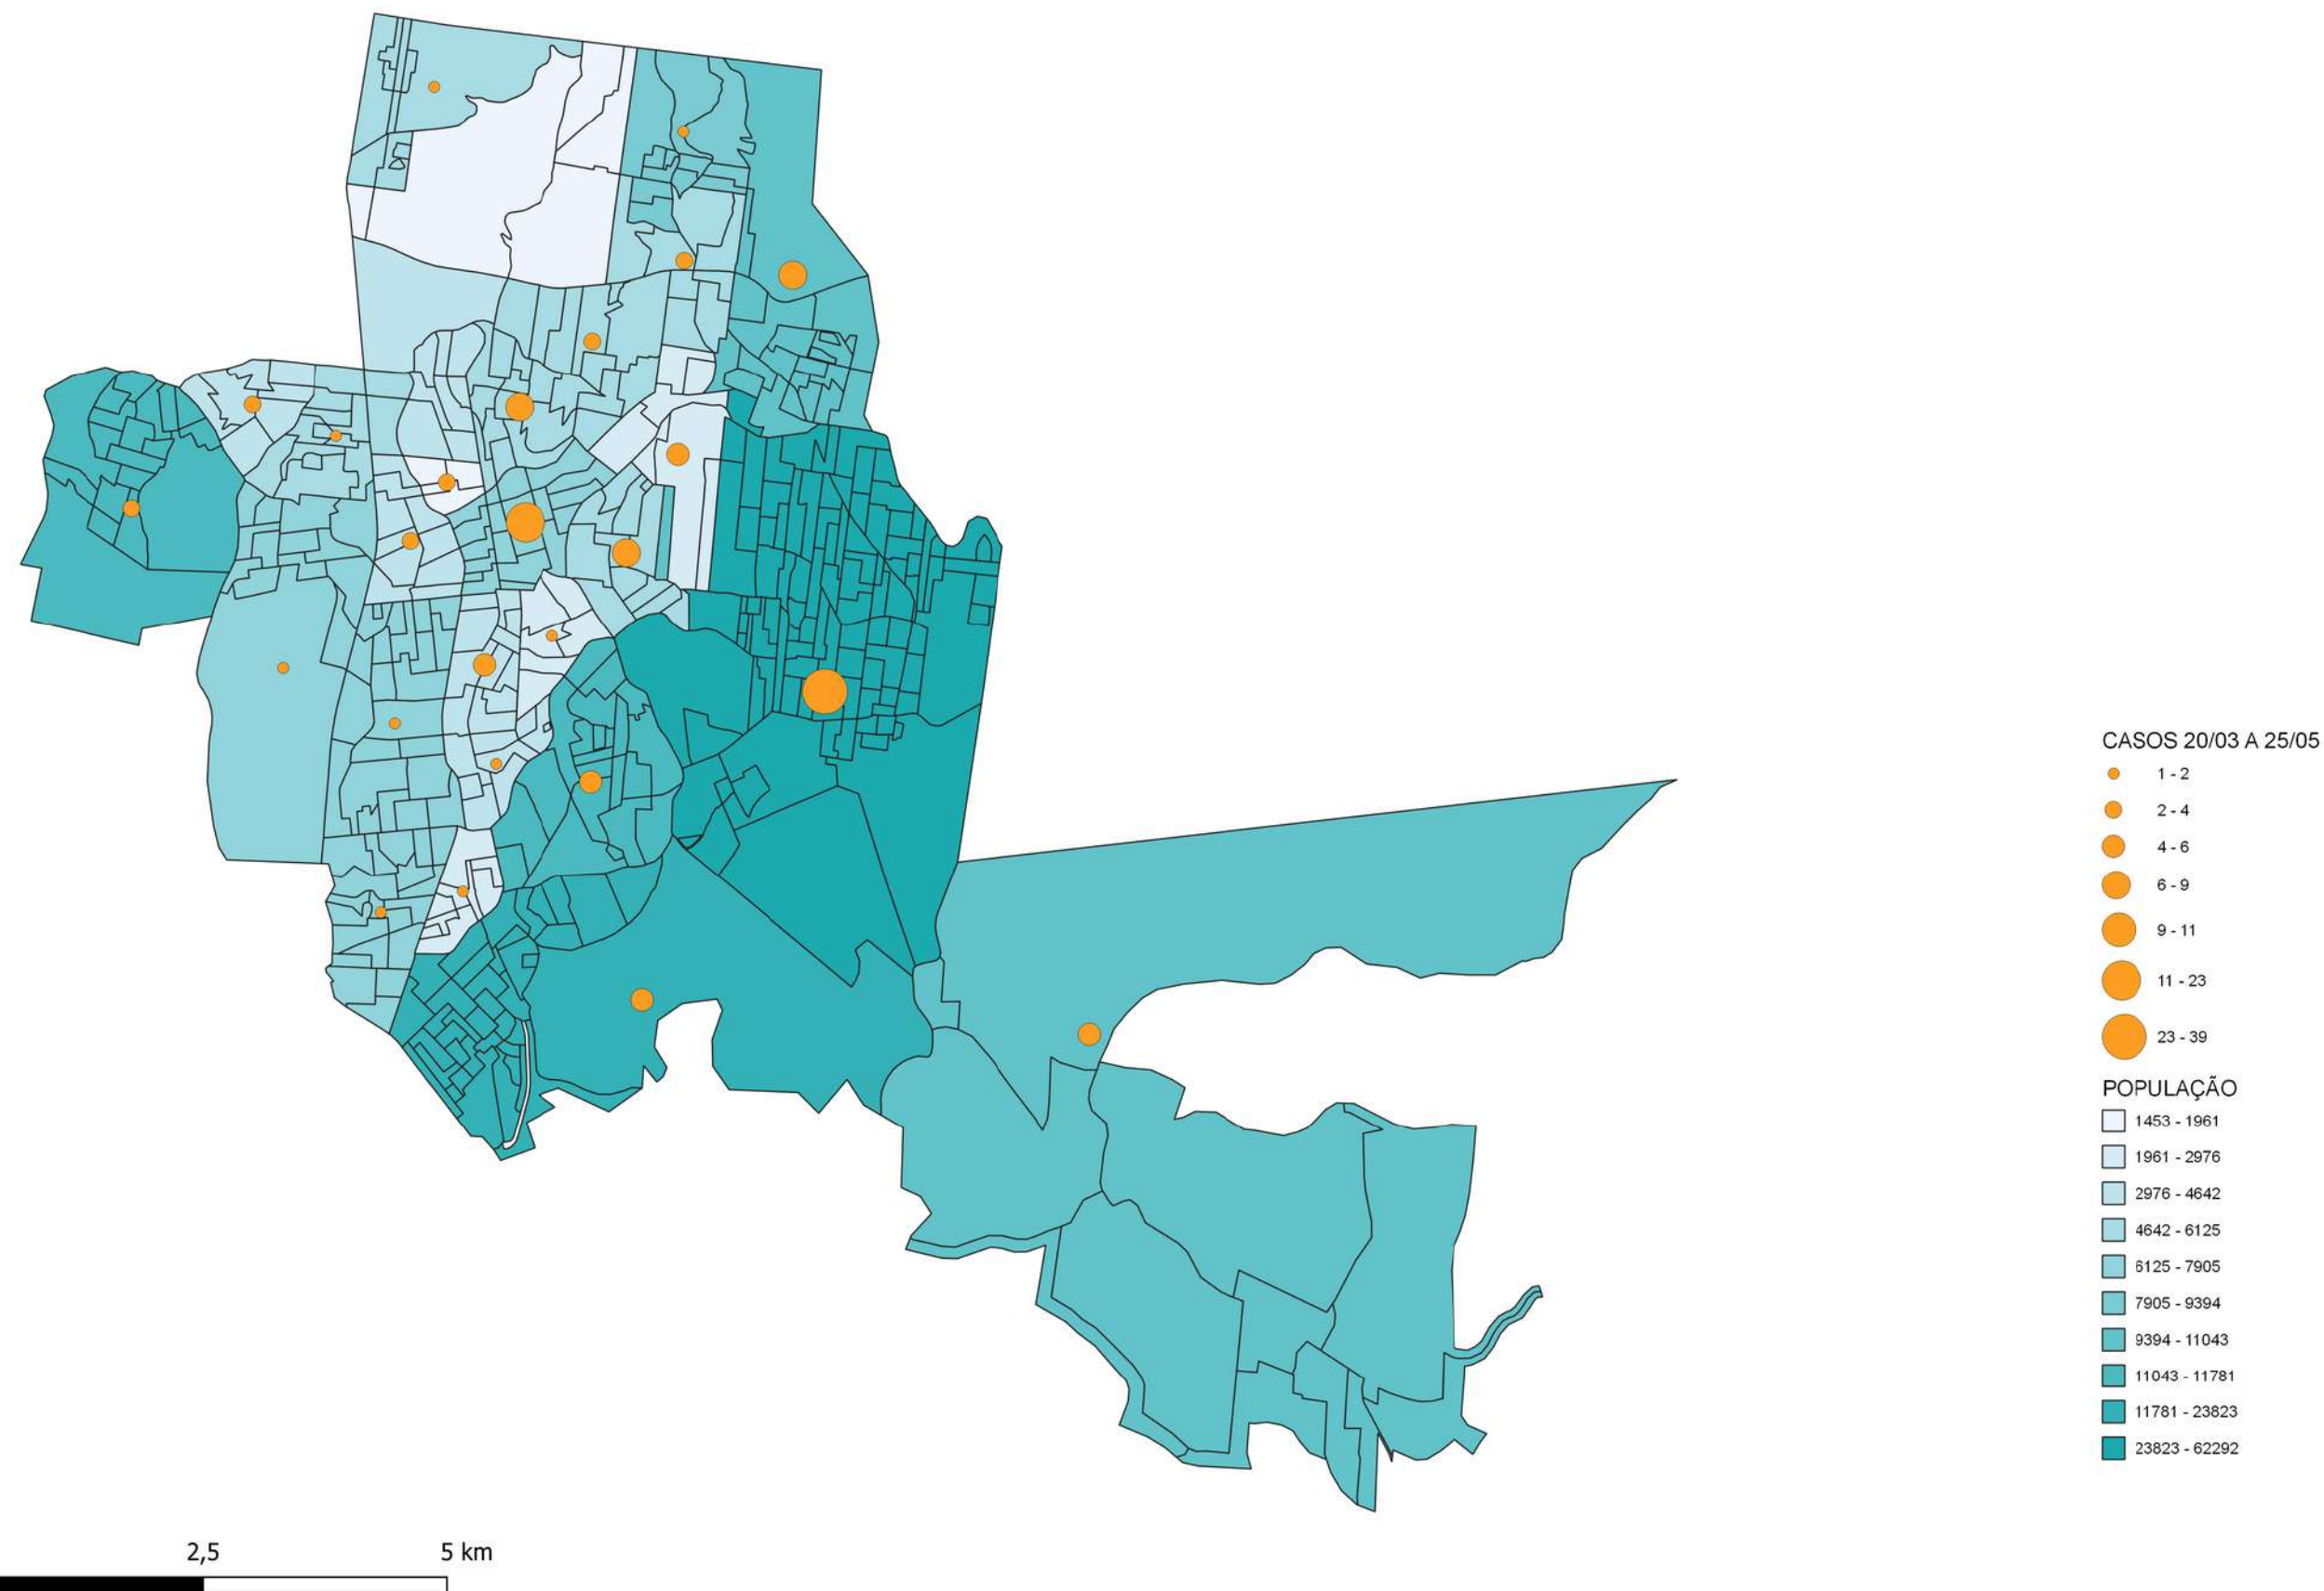 CASOS 20/03 A 25/05
1 - 2
2 - 4
4 - 6
6 - 9
9 - 11
11 - 23
23 - 39
POPULAÇÃO
1453 - 1961
1961 - 2976
2976 - 4642
4642 - 6125
6125 - 7905
7905 - 9394
9394 - 11043
11043 - 11781
11781 - 23823
23823 - 62292
2,5 5 km